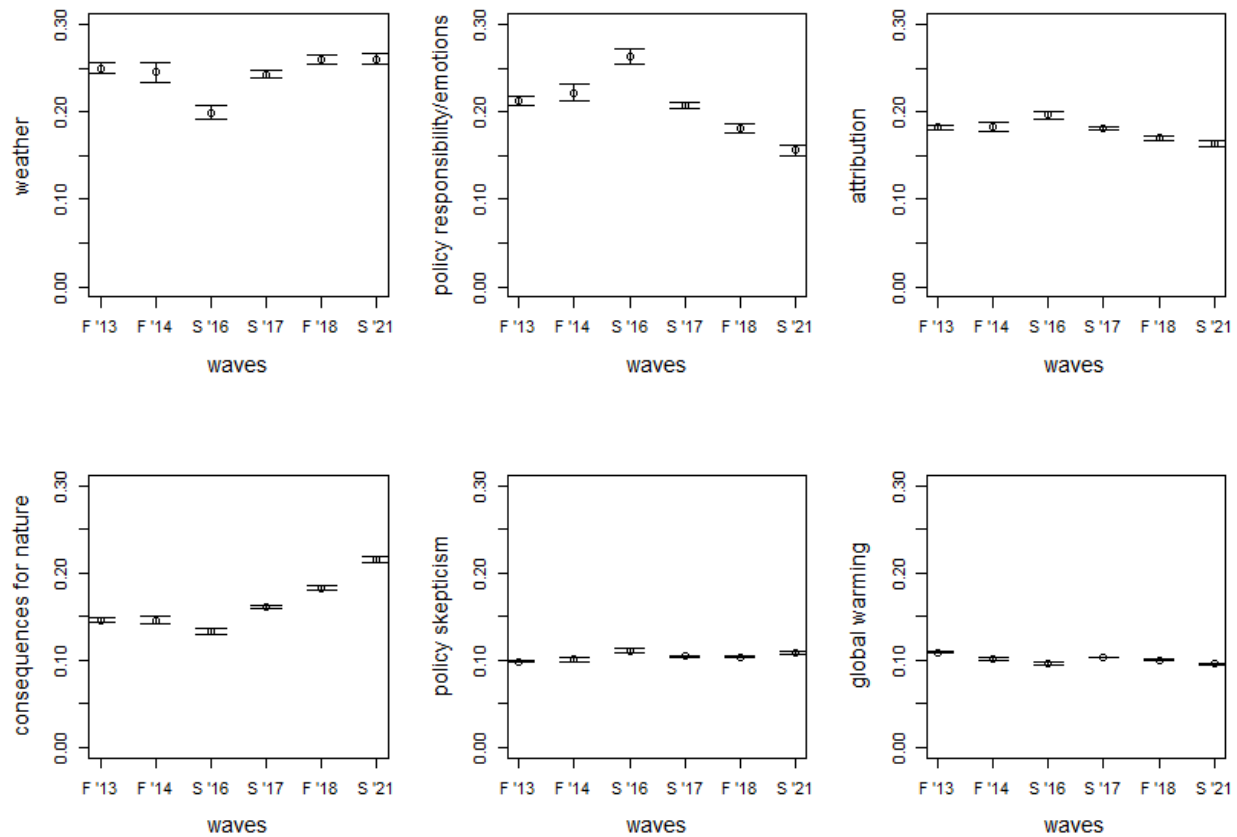 weather
0.00 0.10 0.20 0.30
F '13 F '14 S '16 S '17 F '18 S '21
waves
policy responsibility/emotions
0.00 0.10 0.20 0.30
F '13 F '14 S '16 S '17 F '18 S '21
waves
attribution
0.00 0.10 0.20 0.30
F '13 F '14 S '16 S '17 F '18 S '21
waves
consequences for nature
0.00 0.10 0.20 0.30
F '13 F '14 S '16 S '17 F '18 S '21
waves
policy skepticism
0.00 0.10 0.20 0.30
F '13 F '14 S '16 S '17 F '18 S '21
waves
global warming
0.00 0.10 0.20 0.30
F '13 F '14 S '16 S '17 F '18 S '21
waves